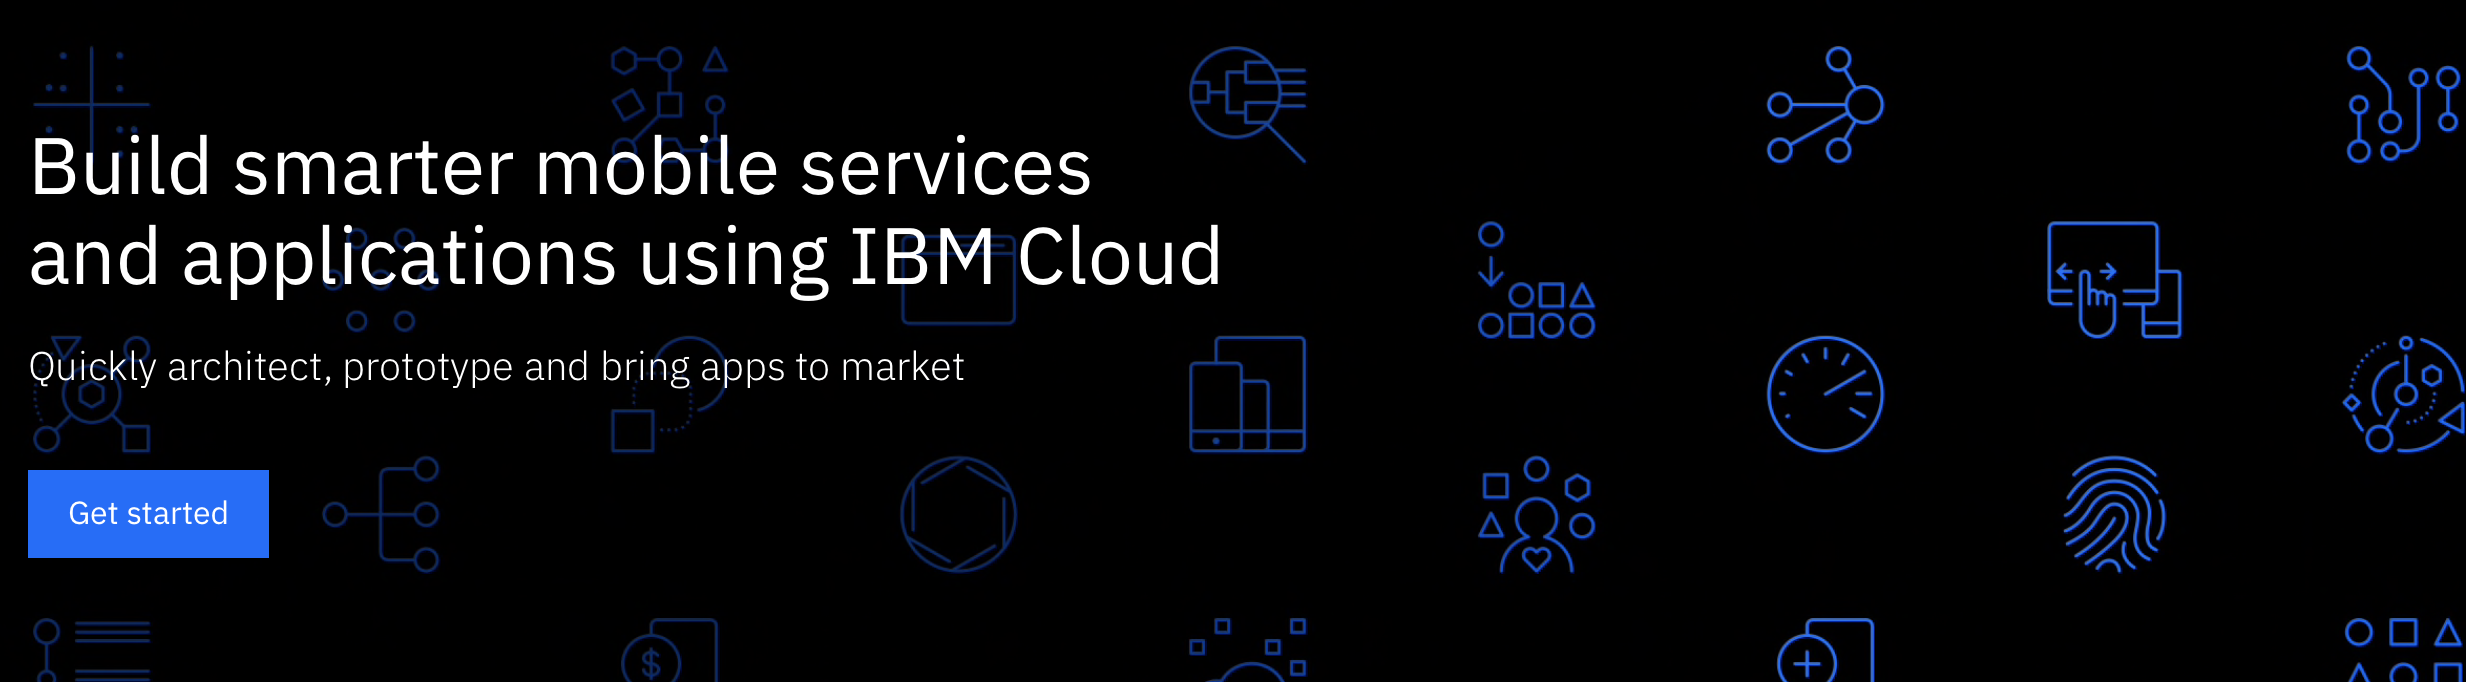 Build smarter mobile services
and applications using IBM Cloud
Quickly architect, prototype and bring apps to market
Get started